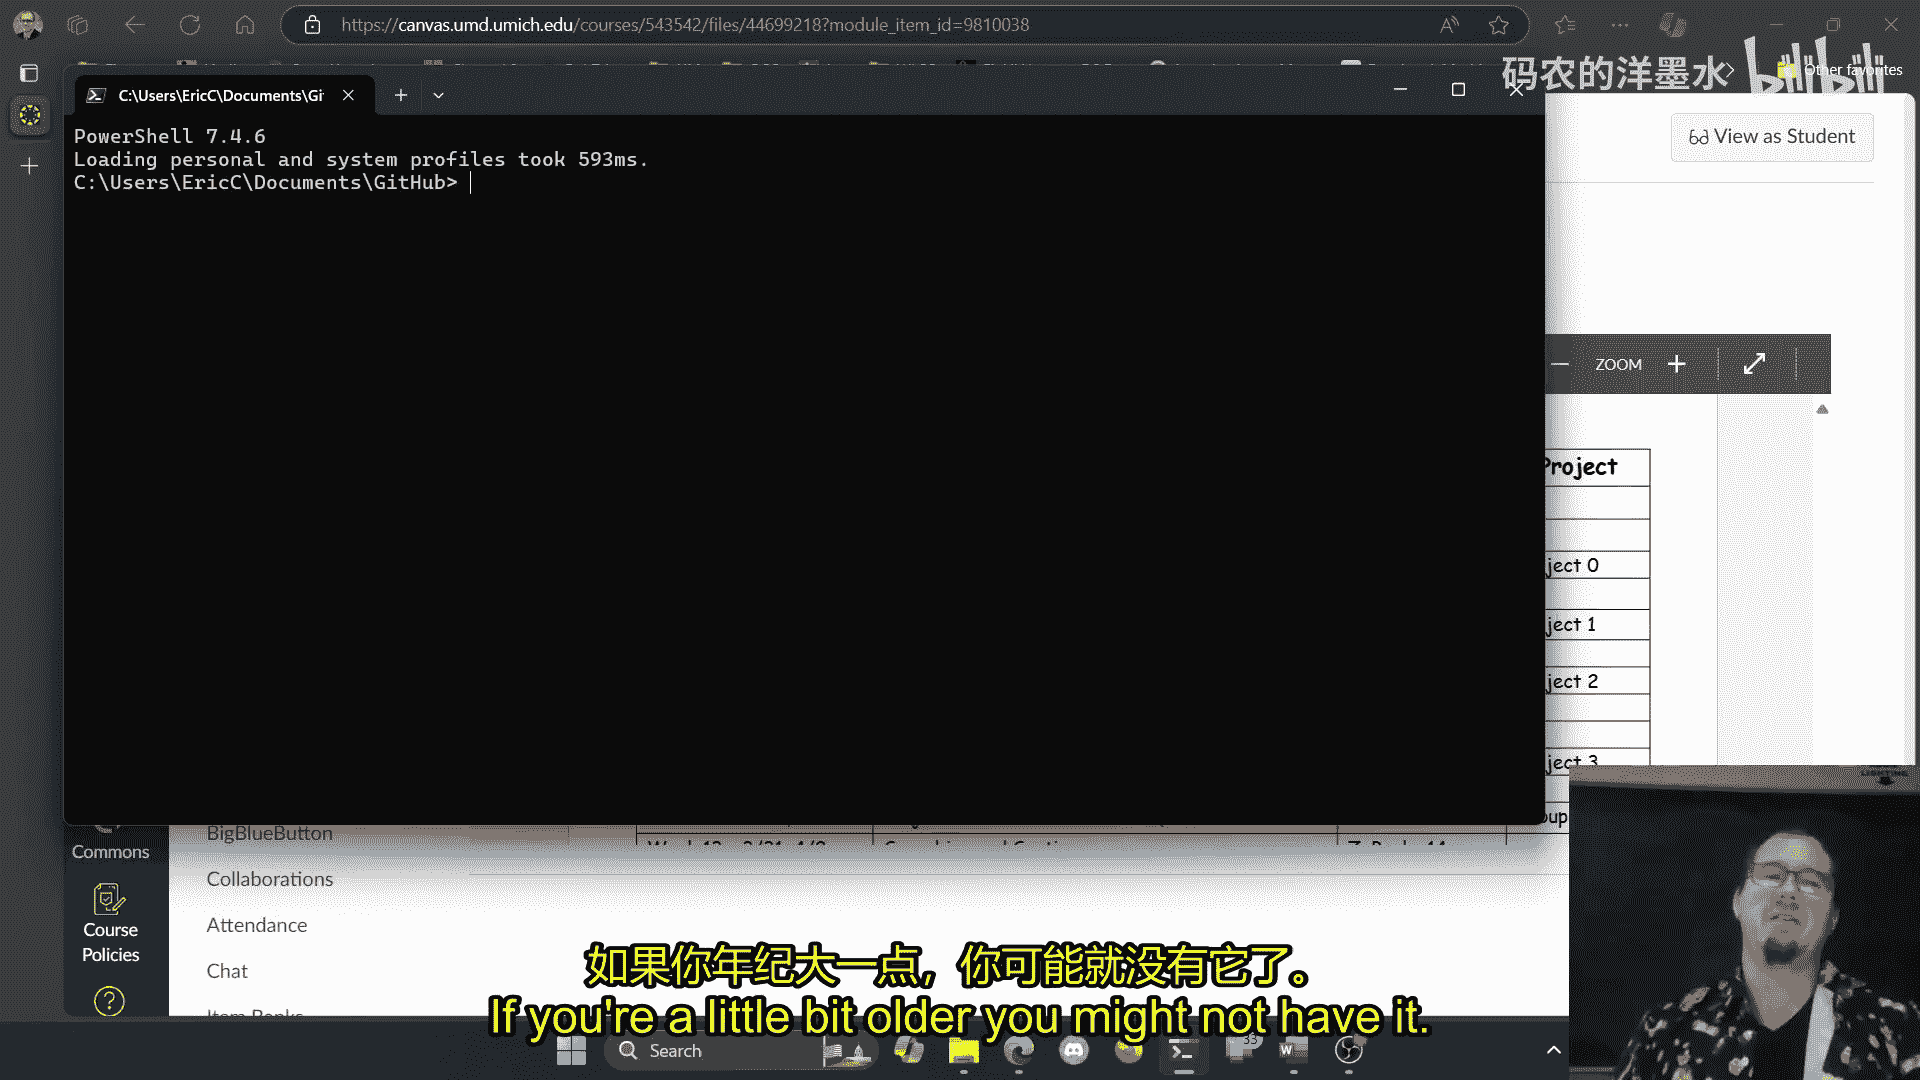 https://canvas.umd.umich.edu/courses/543542/files/44699218?module_item_id=9810038
码农的洋墨水
bilibili
Other favorites
C:\Users\EricC\Documents\Gi
View as Student
PowerShell 7.4.6
Loading personal and system profiles took 593ms.
C:\Users\EricC\Documents\GitHub>
ZOOM
Project
ject 0
ject 1
ject 2
ject 3
oup
BigBlueButton
Commons
Collaborations
Attendance
Course
Policies
Chat
如果你年纪大一点，你可能就没有它了。
If you're a little bit older you might not have it.
Search
33